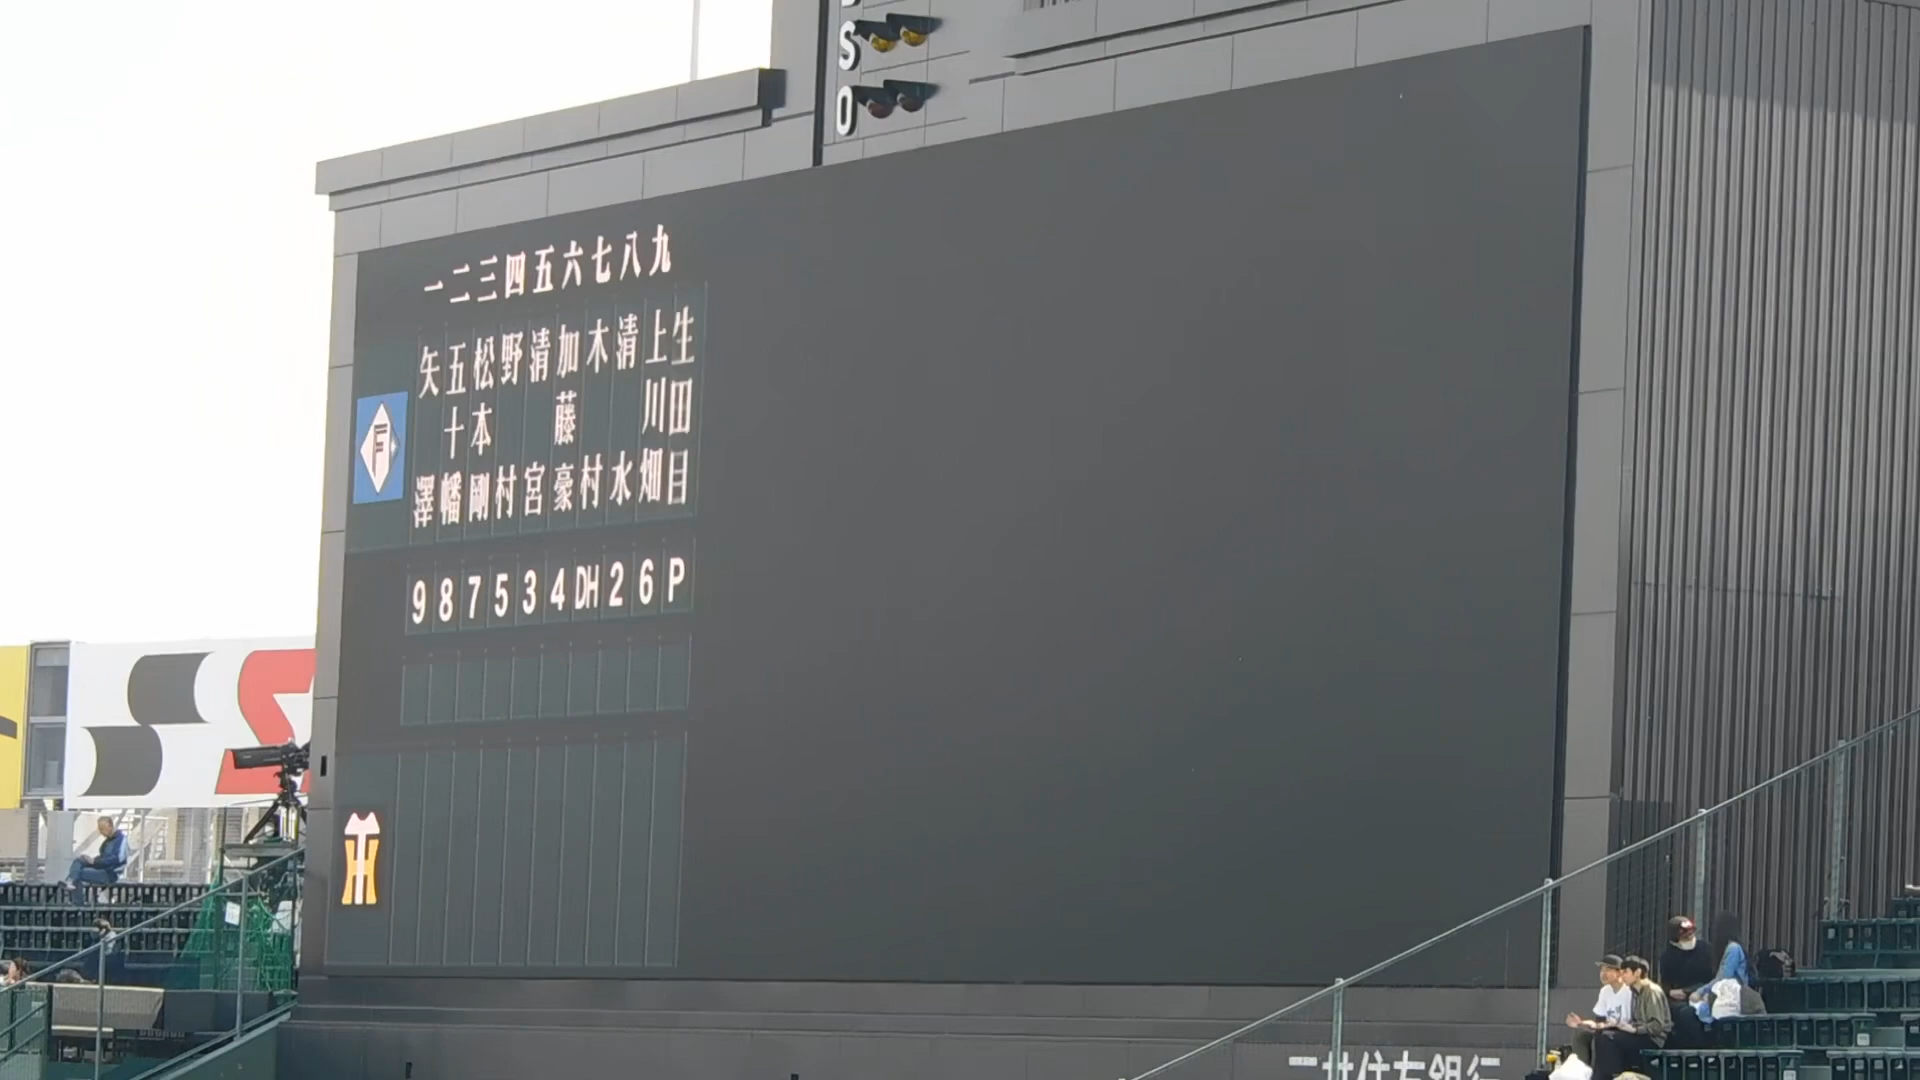 S
O
一二三四五六七八九
矢澤
五十幡
松本剛
野村
清宮
加藤豪
木村
清水
上川畑
生田目
F
9 8 7 5 3 4 DH 2 6 P